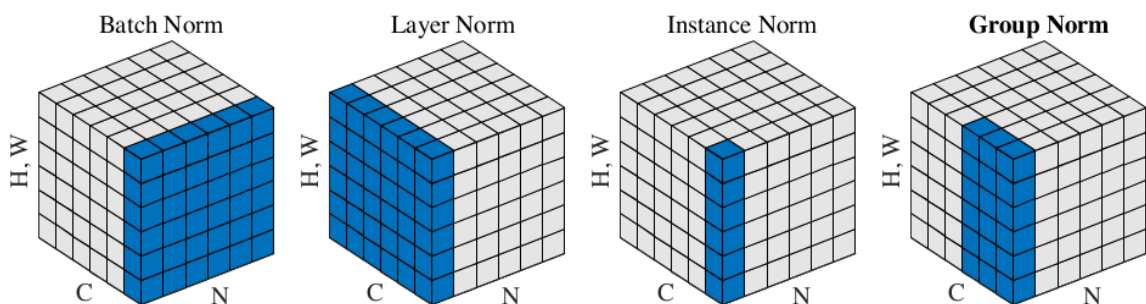 Batch Norm
Layer Norm
Instance Norm
Group Norm
H, W
C
N
H, W
C
N
H, W
C
N
H, W
C
N